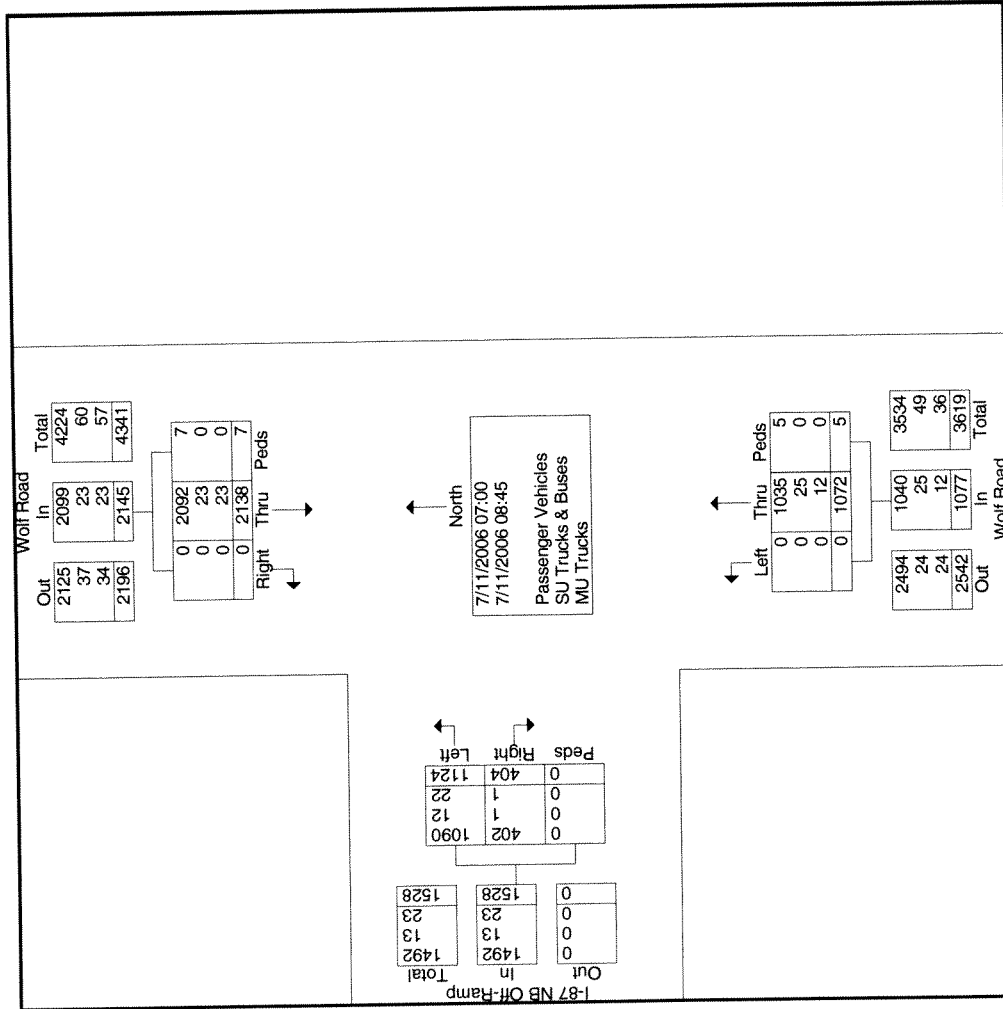 Wolf Road
Out In Total
2125 2099 4224
37 23 60
34 23 57
2196 2145 4341
0 2092 7
0 23 0
0 23 0
0 2138 7
Right Thru Peds
North
7/11/2006 07:00
7/11/2006 08:45
Passenger Vehicles
SU Trucks & Buses
MU Trucks
I-87 NB Off-Ramp
Out In Total
0 1492 1492
0 13 13
0 23 23
0 1528 1528
1090 12 22 1124 Left
402 1 1 404 Right
0 0 0 0 Peds
Left Thru Peds
0 1035 5
0 25 0
0 12 0
0 1072 5
2494 1040 3534
24 25 49
24 12 36
2542 1077 3619
Out In Total
Wolf Road